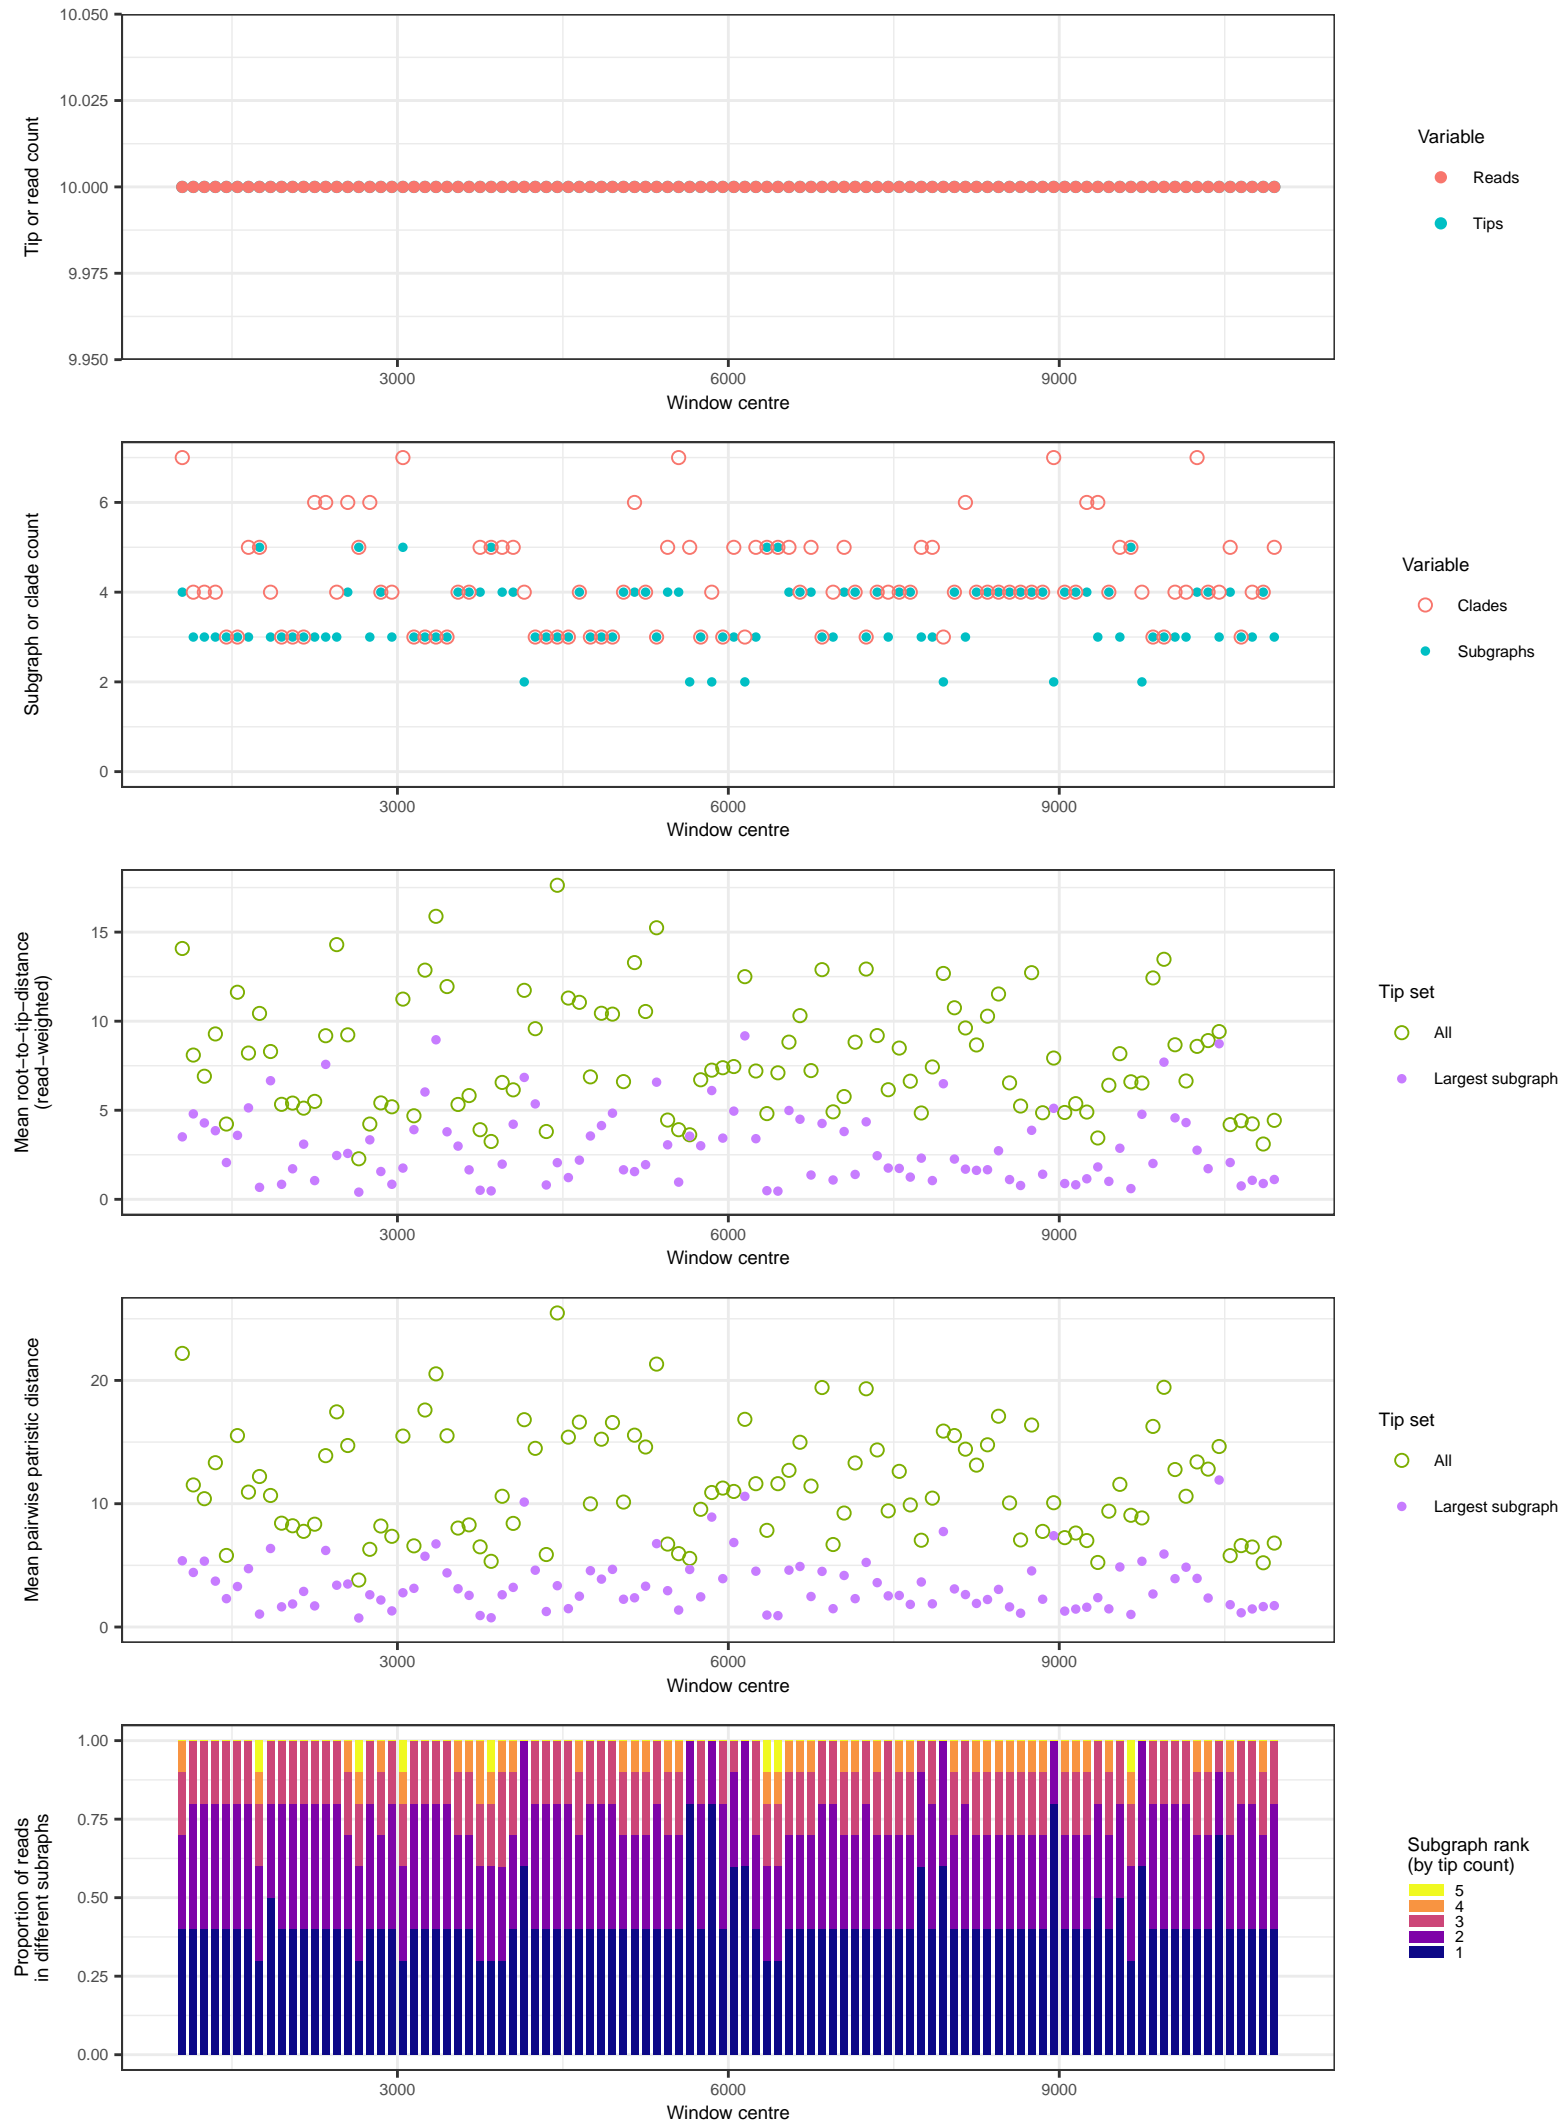 10.050
10.025
10.000
9.975
9.950
Tip or read count
3000
6000
9000
Window centre
Variable
Reads
Tips
6
4
2
0
Subgraph or clade count
3000
6000
9000
Window centre
Variable
Clades
Subgraphs
15
10
5
0
Mean root−to−tip−distance
(read−weighted)
3000
6000
9000
Window centre
Tip set
All
Largest subgraph
20
10
0
Mean pairwise patristic distance
3000
6000
9000
Window centre
Tip set
All
Largest subgraph
1.00
0.75
0.50
0.25
0.00
Proportion of reads
in different subraphs
3000
6000
9000
Window centre
Subgraph rank
(by tip count)
5
4
3
2
1